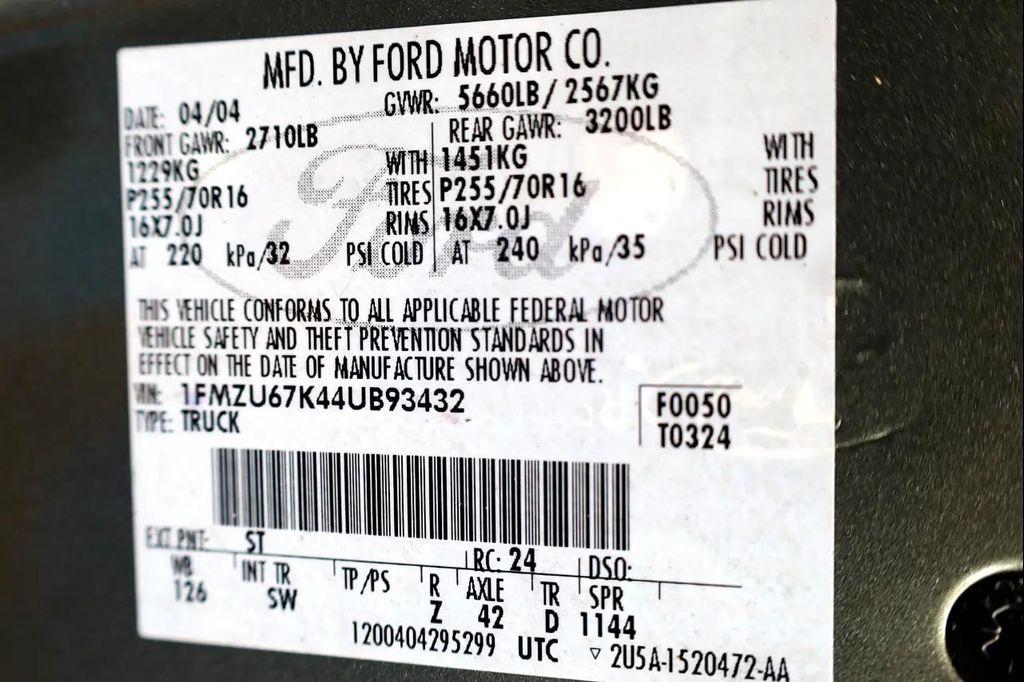 MFD. BY FORD MOTOR CO.
DATE: 04/04 GVWR: 5660LB/ 2567KG
FRONT GAWR: 2710LB REAR GAWR: 3200LB
1229KG WITH 1451KG WITH
P255/70R16 TIRES P255/70R16 TIRES
16X7.0J RIMS 16X7.0J RIMS
AT 220 kPa/32 PSI COLD AT 240 kPa/35 PSI COLD
Ford
THIS VEHICLE CONFORMS TO ALL APPLICABLE FEDERAL MOTOR
VEHICLE SAFETY AND THEFT PREVENTION STANDARDS IN
EFFECT ON THE DATE OF MANUFACTURE SHOWN ABOVE.
VIN: 1FMZU67K44UB93432 F0050
TYPE: TRUCK T0324
EXT PNT: ST RC: 24 DSO:
WB INT TR TP/PS R AXLE TR SPR
126 SW Z 42 D 1144
1200404295299 UTC ▽ 2U5A-1520472-AA